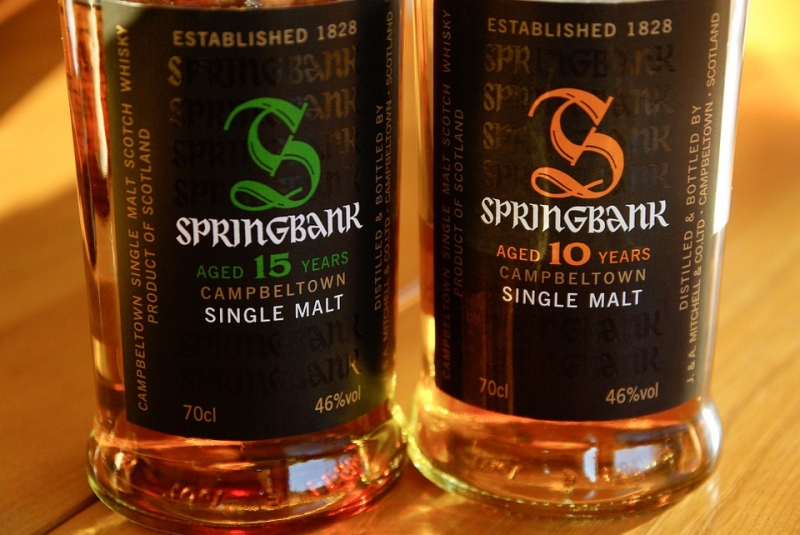 ESTABLISHED 1828
S
SPRINGBANK
AGED 15 YEARS
CAMPBELTOWN
SINGLE MALT
70cl
46%vol
CAMPBELTOWN SINGLE MALT SCOTCH WHISKY
PRODUCT OF SCOTLAND
DISTILLED & BOTTLED BY
J. & A. MITCHELL & CO.LTD · CAMPBELTOWN · SCOTLAND
ESTABLISHED 1828
S
SPRINGBANK
AGED 10 YEARS
CAMPBELTOWN
SINGLE MALT
70cl
46%vol
CAMPBELTOWN SINGLE MALT SCOTCH WHISKY
PRODUCT OF SCOTLAND
DISTILLED & BOTTLED BY
J. & A. MITCHELL & CO.LTD · CAMPBELTOWN · SCOTLAND